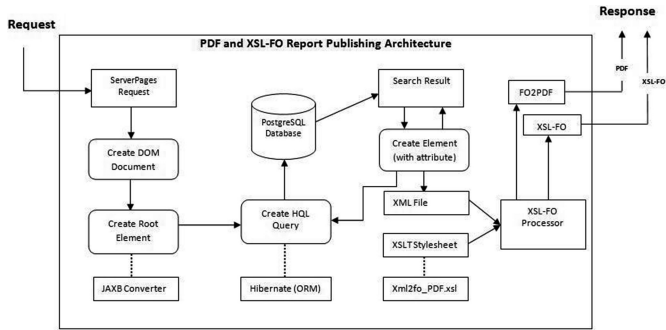 Request
Response
PDF and XSL-FO Report Publishing Architecture
PDF
XSL-FO
ServerPages
Request
Search Result
FO2PDF
PostgreSQL
Database
XSL-FO
Create DOM
Document
Create Element
(with attribute)
XML File
Create Root
Element
Create HQL
Query
XSL-FO
Processor
XSLT Stylesheet
JAXB Converter
Hibernate (ORM)
Xml2fo_PDF.xsl